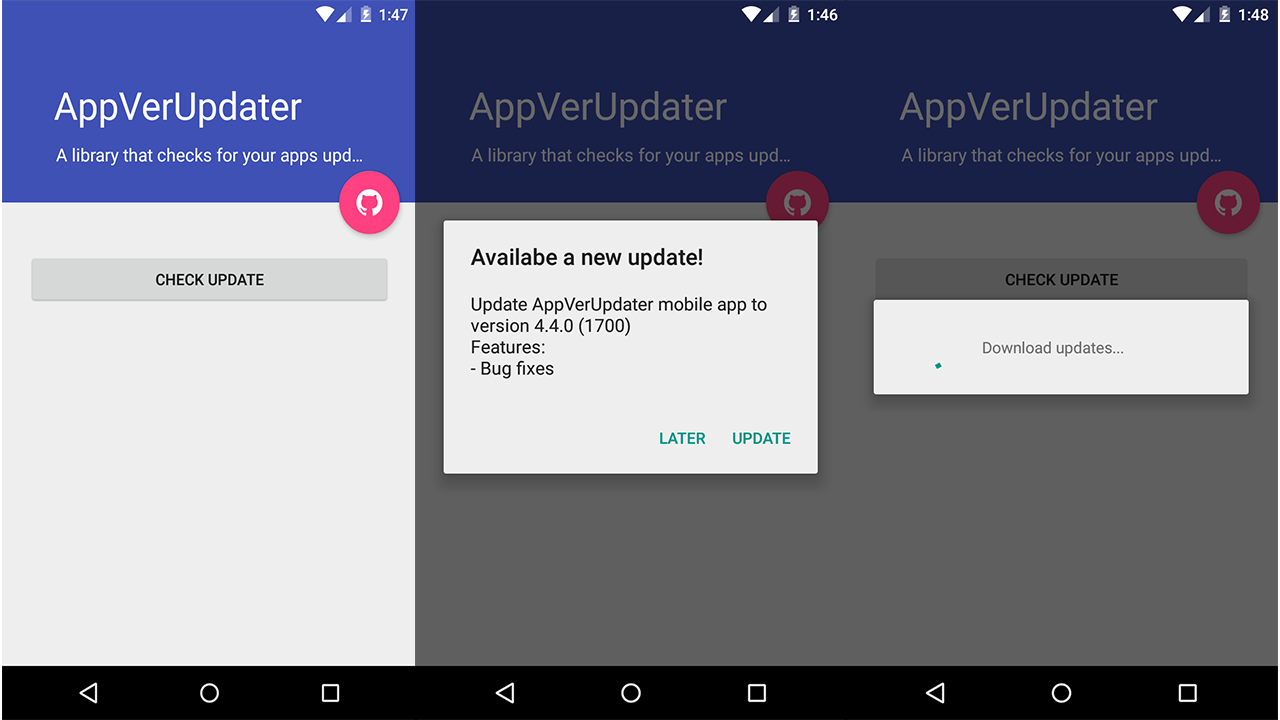 1:47
AppVerUpdater
A library that checks for your apps upd...
CHECK UPDATE
1:46
AppVerUpdater
A library that checks for your apps upd...
Availabe a new update!
Update AppVerUpdater mobile app to
version 4.4.0 (1700)
Features:
- Bug fixes
LATER UPDATE
1:48
AppVerUpdater
A library that checks for your apps upd...
CHECK UPDATE
Download updates...